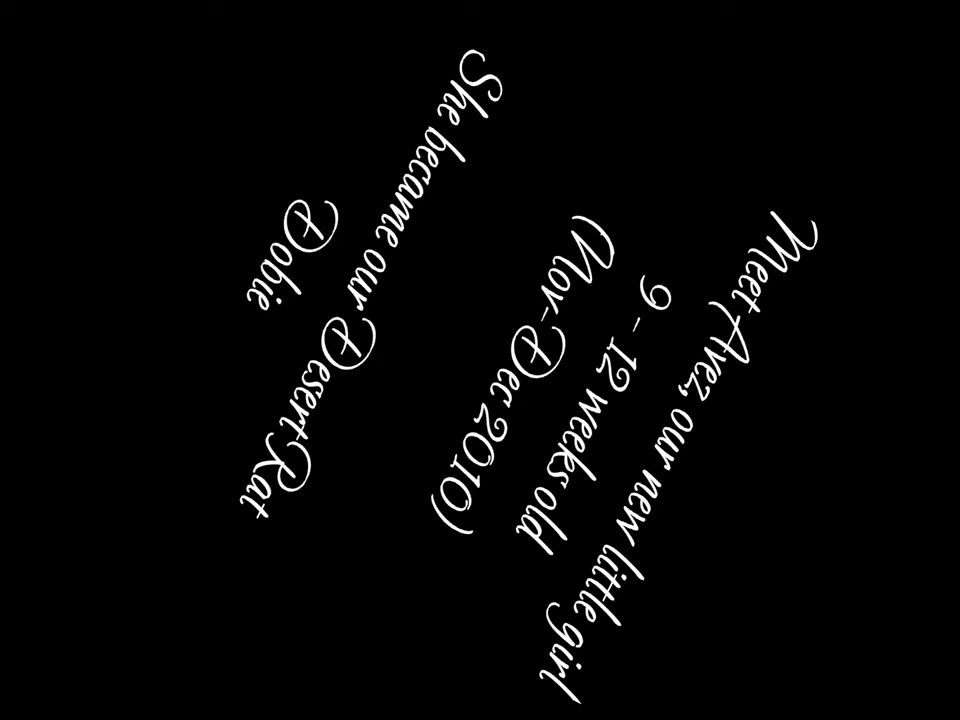 Meet Avez, our new little girl
9 - 12 weeks old
(Nov-Dec 2010)
She became our Desert Rat
Dobie